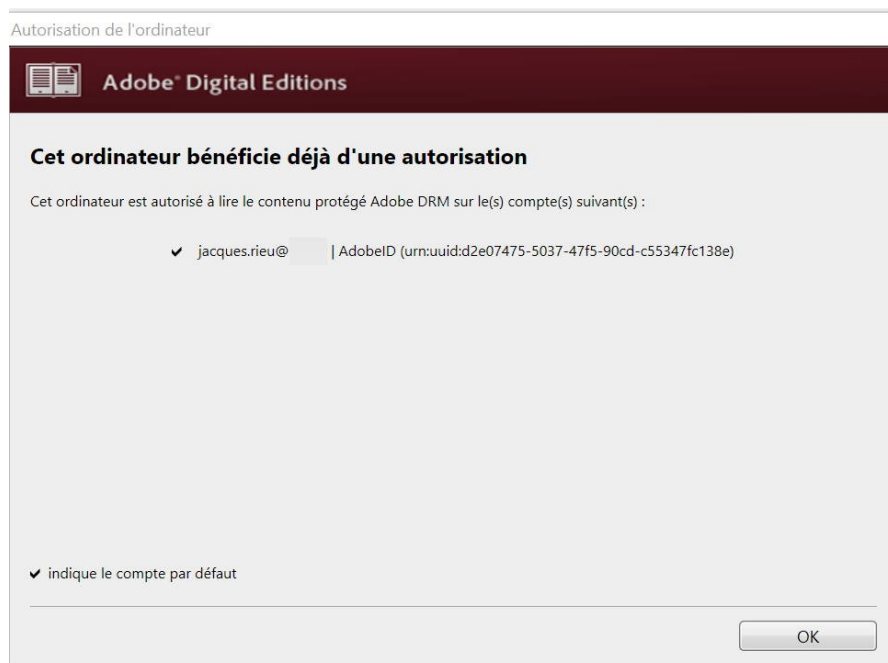 Autorisation de l'ordinateur
Adobe® Digital Editions
Cet ordinateur bénéficie déjà d'une autorisation
Cet ordinateur est autorisé à lire le contenu protégé Adobe DRM sur le(s) compte(s) suivant(s) :
✔ jacques.rieu@ | AdobeID (urn:uuid:d2e07475-5037-47f5-90cd-c55347fc138e)
✔ indique le compte par défaut
OK